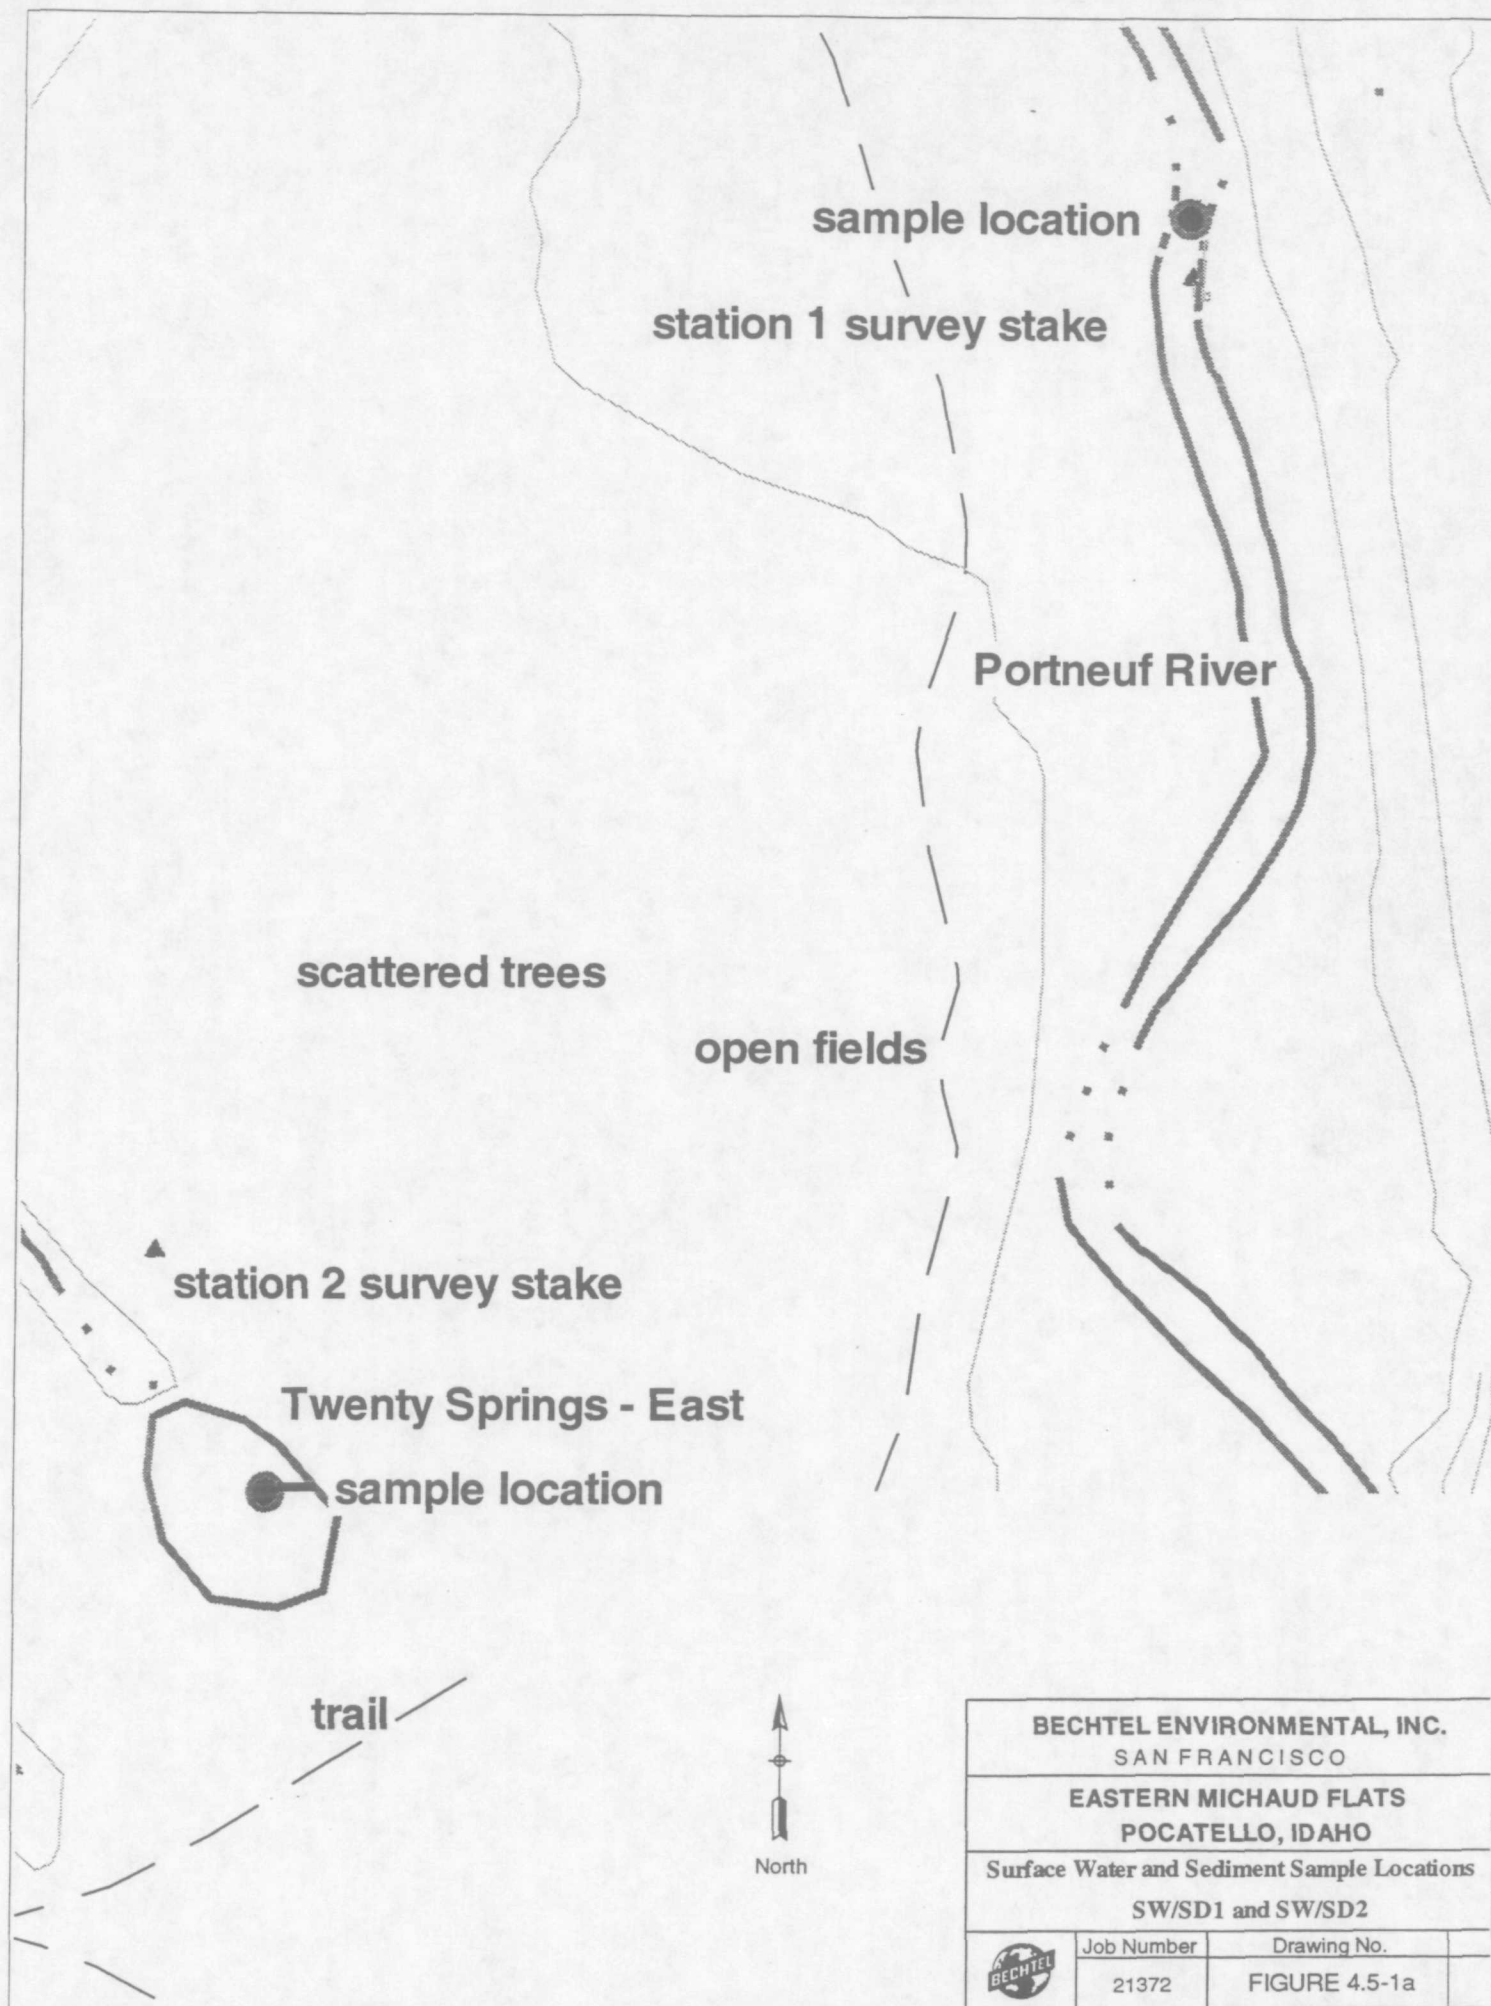 sample location
station 1 survey stake
Portneuf River
scattered trees
open fields
station 2 survey stake
Twenty Springs - East
sample location
trail
North
BECHTEL ENVIRONMENTAL, INC.
SAN FRANCISCO
EASTERN MICHAUD FLATS
POCATELLO, IDAHO
Surface Water and Sediment Sample Locations
SW/SD1 and SW/SD2
BECHTEL
Job Number
Drawing No.
21372
FIGURE 4.5-1a